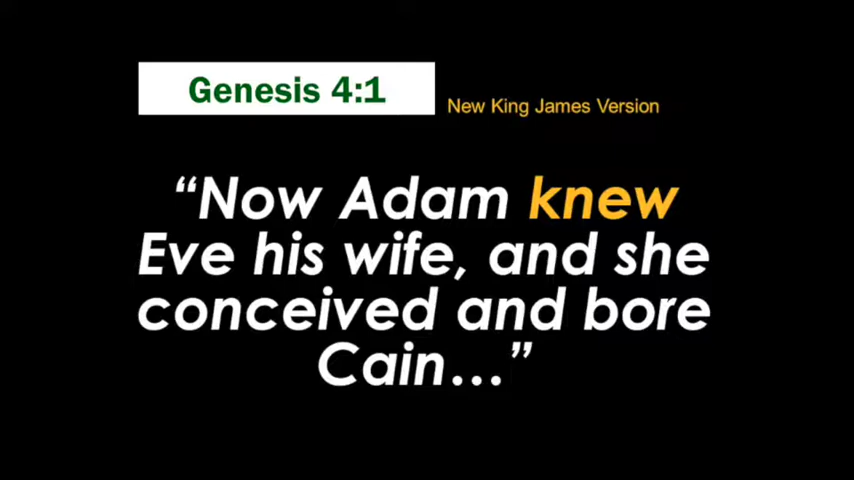 Genesis 4:1
New King James Version
“Now Adam knew
Eve his wife, and she
conceived and bore
Cain...”